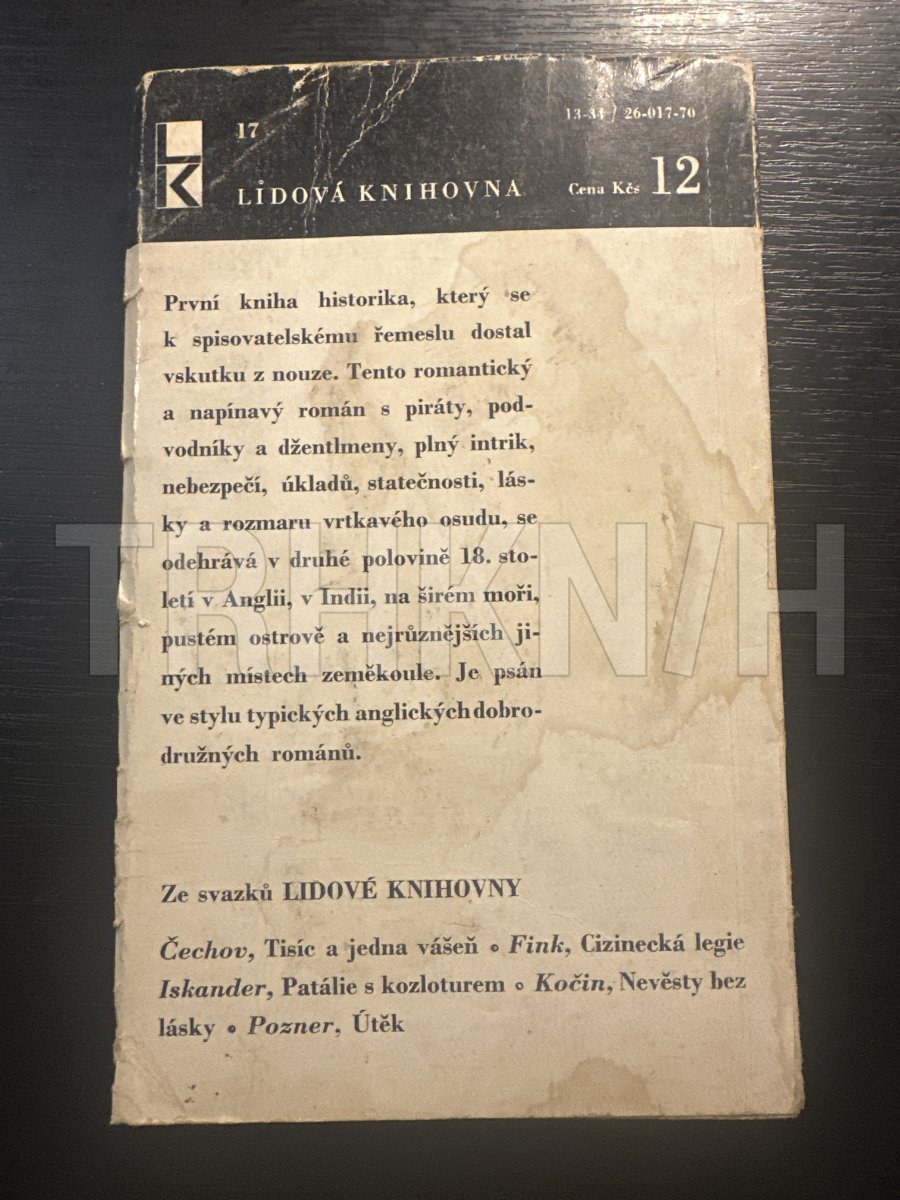 LK
17
13-34 / 26-017-70
LIDOVÁ KNIHOVNA
Cena Kčs 12
První kniha historika, který se
k spisovatelskému řemeslu dostal
vskutku z nouze. Tento romantický
a napínavý román s piráty, pod-
vodníky a džentlmeny, plný intrik,
nebezpečí, úkladů, statečnosti, lás-
ky a rozmaru vrtkavého osudu, se
odehrává v druhé polovině 18. sto-
letí v Anglii, v Indii, na širém moři,
pustém ostrově a nejrůznějších ji-
ných místech zeměkoule. Je psán
ve stylu typických anglických dobro-
družných románů.
TRHKNIH
Ze svazků LIDOVÉ KNIHOVNY
Čechov, Tisíc a jedna vášeň • Fink, Cizinecká legie
Iskander, Patálie s kozloturem • Kočin, Nevěsty bez
lásky • Pozner, Útěk